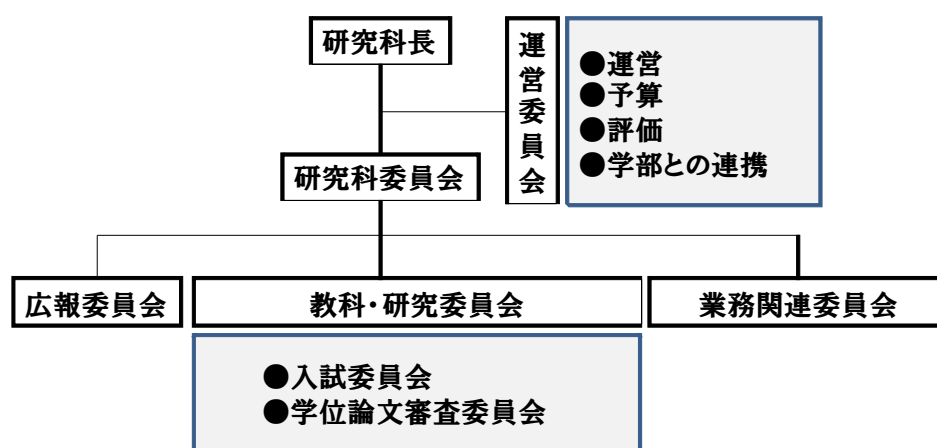 研究科長
運営委員会
●運営
●予算
●評価
●学部との連携
研究科委員会
広報委員会
教科・研究委員会
業務関連委員会
●入試委員会
●学位論文審査委員会